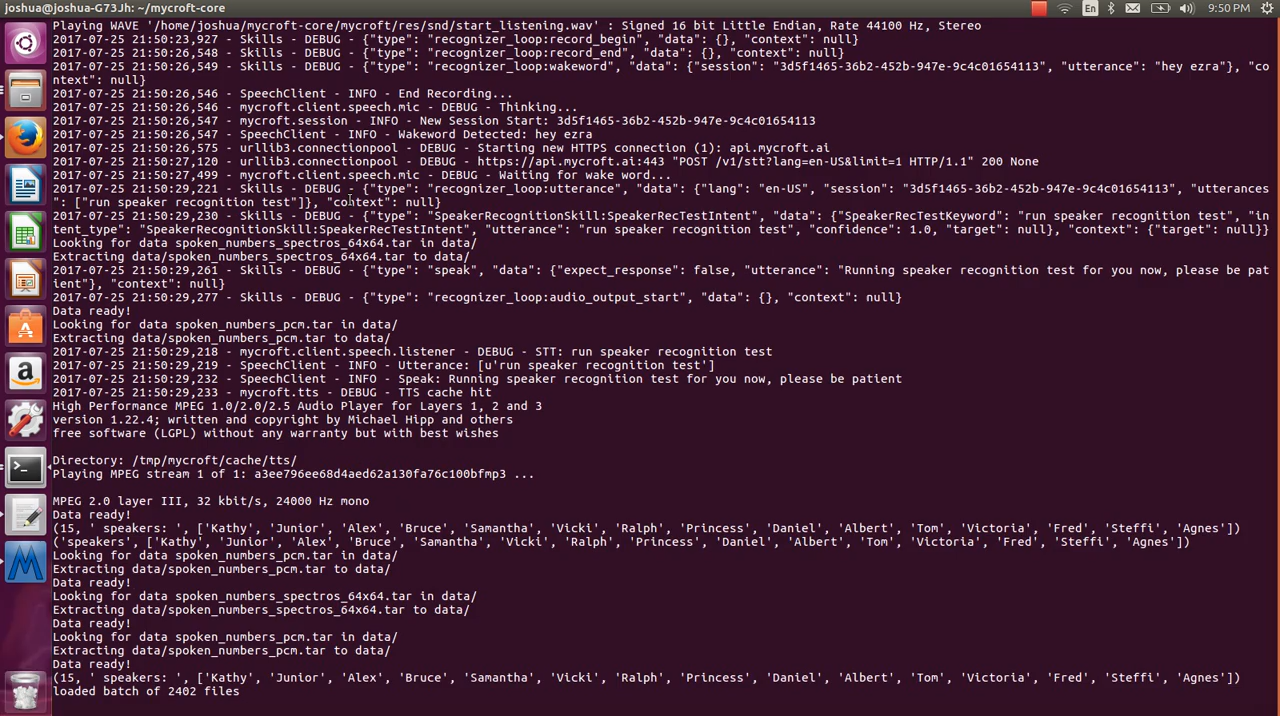 joshua@joshua-G73Jh: ~/mycroft-core
En
9:50 PM
Playing WAVE '/home/joshua/mycroft-core/mycroft/res/snd/start_listening.wav' : Signed 16 bit Little Endian, Rate 44100 Hz, Stereo
2017-07-25 21:50:23,927 - Skills - DEBUG - {"type": "recognizer_loop:record_begin", "data": {}, "context": null}
2017-07-25 21:50:26,548 - Skills - DEBUG - {"type": "recognizer_loop:record_end", "data": {}, "context": null}
2017-07-25 21:50:26,549 - Skills - DEBUG - {"type": "recognizer_loop:wakeword", "data": {"session": "3d5f1465-36b2-452b-947e-9c4c01654113", "utterance": "hey ezra"}, "co
ntext": null}
2017-07-25 21:50:26,546 - SpeechClient - INFO - End Recording...
2017-07-25 21:50:26,546 - mycroft.client.speech.mic - DEBUG - Thinking...
2017-07-25 21:50:26,547 - mycroft.session - INFO - New Session Start: 3d5f1465-36b2-452b-947e-9c4c01654113
2017-07-25 21:50:26,547 - SpeechClient - INFO - Wakeword Detected: hey ezra
2017-07-25 21:50:26,575 - urllib3.connectionpool - DEBUG - Starting new HTTPS connection (1): api.mycroft.ai
2017-07-25 21:50:27,120 - urllib3.connectionpool - DEBUG - https://api.mycroft.ai:443 "POST /v1/stt?lang=en-US&limit=1 HTTP/1.1" 200 None
2017-07-25 21:50:27,499 - mycroft.client.speech.mic - DEBUG - Waiting for wake word...
2017-07-25 21:50:29,221 - Skills - DEBUG - {"type": "recognizer_loop:utterance", "data": {"lang": "en-US", "session": "3d5f1465-36b2-452b-947e-9c4c01654113", "utterances
": ["run speaker recognition test"]}, "context": null}
2017-07-25 21:50:29,230 - Skills - DEBUG - {"type": "SpeakerRecognitionSkill:SpeakerRecTestIntent", "data": {"SpeakerRecTestKeyword": "run speaker recognition test", "in
tent_type": "SpeakerRecognitionSkill:SpeakerRecTestIntent", "utterance": "run speaker recognition test", "confidence": 1.0, "target": null}, "context": {"target": null}}
Looking for data spoken_numbers_spectros_64x64.tar in data/
Extracting data/spoken_numbers_spectros_64x64.tar to data/
2017-07-25 21:50:29,261 - Skills - DEBUG - {"type": "speak", "data": {"expect_response": false, "utterance": "Running speaker recognition test for you now, please be pat
ient"}, "context": null}
2017-07-25 21:50:29,277 - Skills - DEBUG - {"type": "recognizer_loop:audio_output_start", "data": {}, "context": null}
Data ready!
Looking for data spoken_numbers_pcm.tar in data/
Extracting data/spoken_numbers_pcm.tar to data/
2017-07-25 21:50:29,218 - mycroft.client.speech.listener - DEBUG - STT: run speaker recognition test
2017-07-25 21:50:29,219 - SpeechClient - INFO - Utterance: [u'run speaker recognition test']
2017-07-25 21:50:29,232 - SpeechClient - INFO - Speak: Running speaker recognition test for you now, please be patient
2017-07-25 21:50:29,233 - mycroft.tts - DEBUG - TTS cache hit
High Performance MPEG 1.0/2.0/2.5 Audio Player for Layers 1, 2 and 3
version 1.22.4; written and copyright by Michael Hipp and others
free software (LGPL) without any warranty but with best wishes
Directory: /tmp/mycroft/cache/tts/
Playing MPEG stream 1 of 1: a3ee796ee68d4aed62a130fa76c100bfmp3 ...
MPEG 2.0 layer III, 32 kbit/s, 24000 Hz mono
Data ready!
(15, ' speakers: ', ['Kathy', 'Junior', 'Alex', 'Bruce', 'Samantha', 'Vicki', 'Ralph', 'Princess', 'Daniel', 'Albert', 'Tom', 'Victoria', 'Fred', 'Steffi', 'Agnes'])
('speakers', ['Kathy', 'Junior', 'Alex', 'Bruce', 'Samantha', 'Vicki', 'Ralph', 'Princess', 'Daniel', 'Albert', 'Tom', 'Victoria', 'Fred', 'Steffi', 'Agnes'])
Looking for data spoken_numbers_pcm.tar in data/
Extracting data/spoken_numbers_pcm.tar to data/
Data ready!
Looking for data spoken_numbers_spectros_64x64.tar in data/
Extracting data/spoken_numbers_spectros_64x64.tar to data/
Data ready!
Looking for data spoken_numbers_pcm.tar in data/
Extracting data/spoken_numbers_pcm.tar to data/
Data ready!
(15, ' speakers: ', ['Kathy', 'Junior', 'Alex', 'Bruce', 'Samantha', 'Vicki', 'Ralph', 'Princess', 'Daniel', 'Albert', 'Tom', 'Victoria', 'Fred', 'Steffi', 'Agnes'])
loaded batch of 2402 files